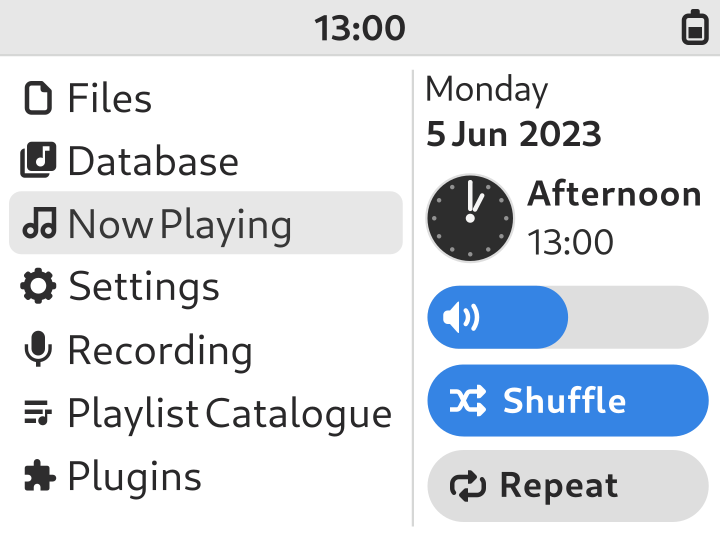 13:00
Files
Database
Now Playing
Settings
Recording
Playlist Catalogue
Plugins
Monday
5 Jun 2023
Afternoon
13:00
Shuffle
Repeat